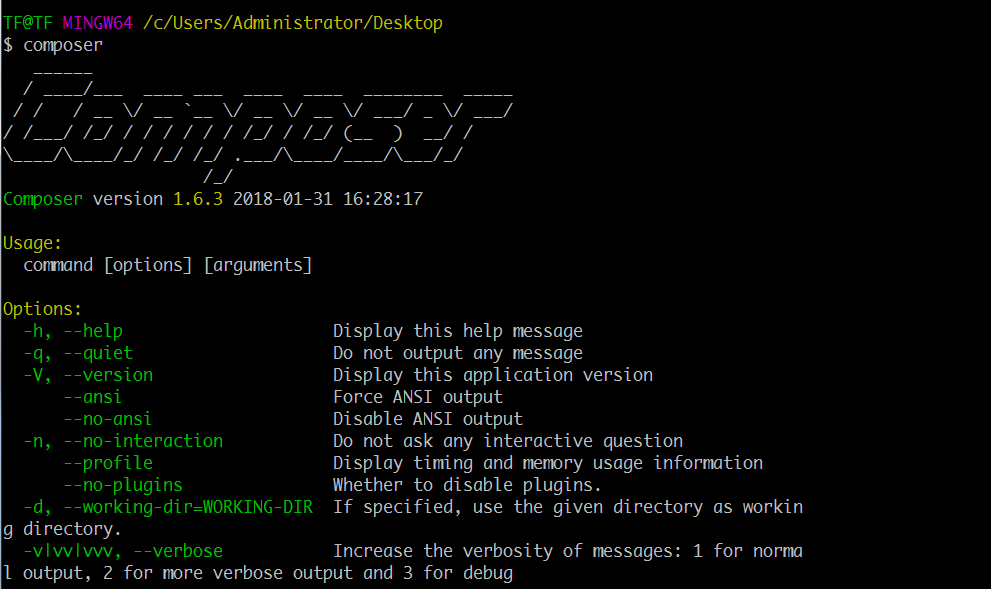 TF@TF MINGW64 /c/Users/Administrator/Desktop
$ composer
   ______
  / ____/___  ____ ___  ____  ____  ________  _____
 / /   / __ \/ __ `__ \/ __ \/ __ \/ ___/ _ \/ ___/
/ /___/ /_/ / / / / / / /_/ / /_/ (__  )  __/ /
\____/\____/_/ /_/ /_/ .___/\____/____/\___/_/
                    /_/
Composer version 1.6.3 2018-01-31 16:28:17

Usage:
  command [options] [arguments]

Options:
  -h, --help                     Display this help message
  -q, --quiet                    Do not output any message
  -V, --version                  Display this application version
      --ansi                     Force ANSI output
      --no-ansi                  Disable ANSI output
  -n, --no-interaction           Do not ask any interactive question
      --profile                  Display timing and memory usage information
      --no-plugins               Whether to disable plugins.
  -d, --working-dir=WORKING-DIR  If specified, use the given directory as workin
g directory.
  -v|vv|vvv, --verbose           Increase the verbosity of messages: 1 for norma
l output, 2 for more verbose output and 3 for debug